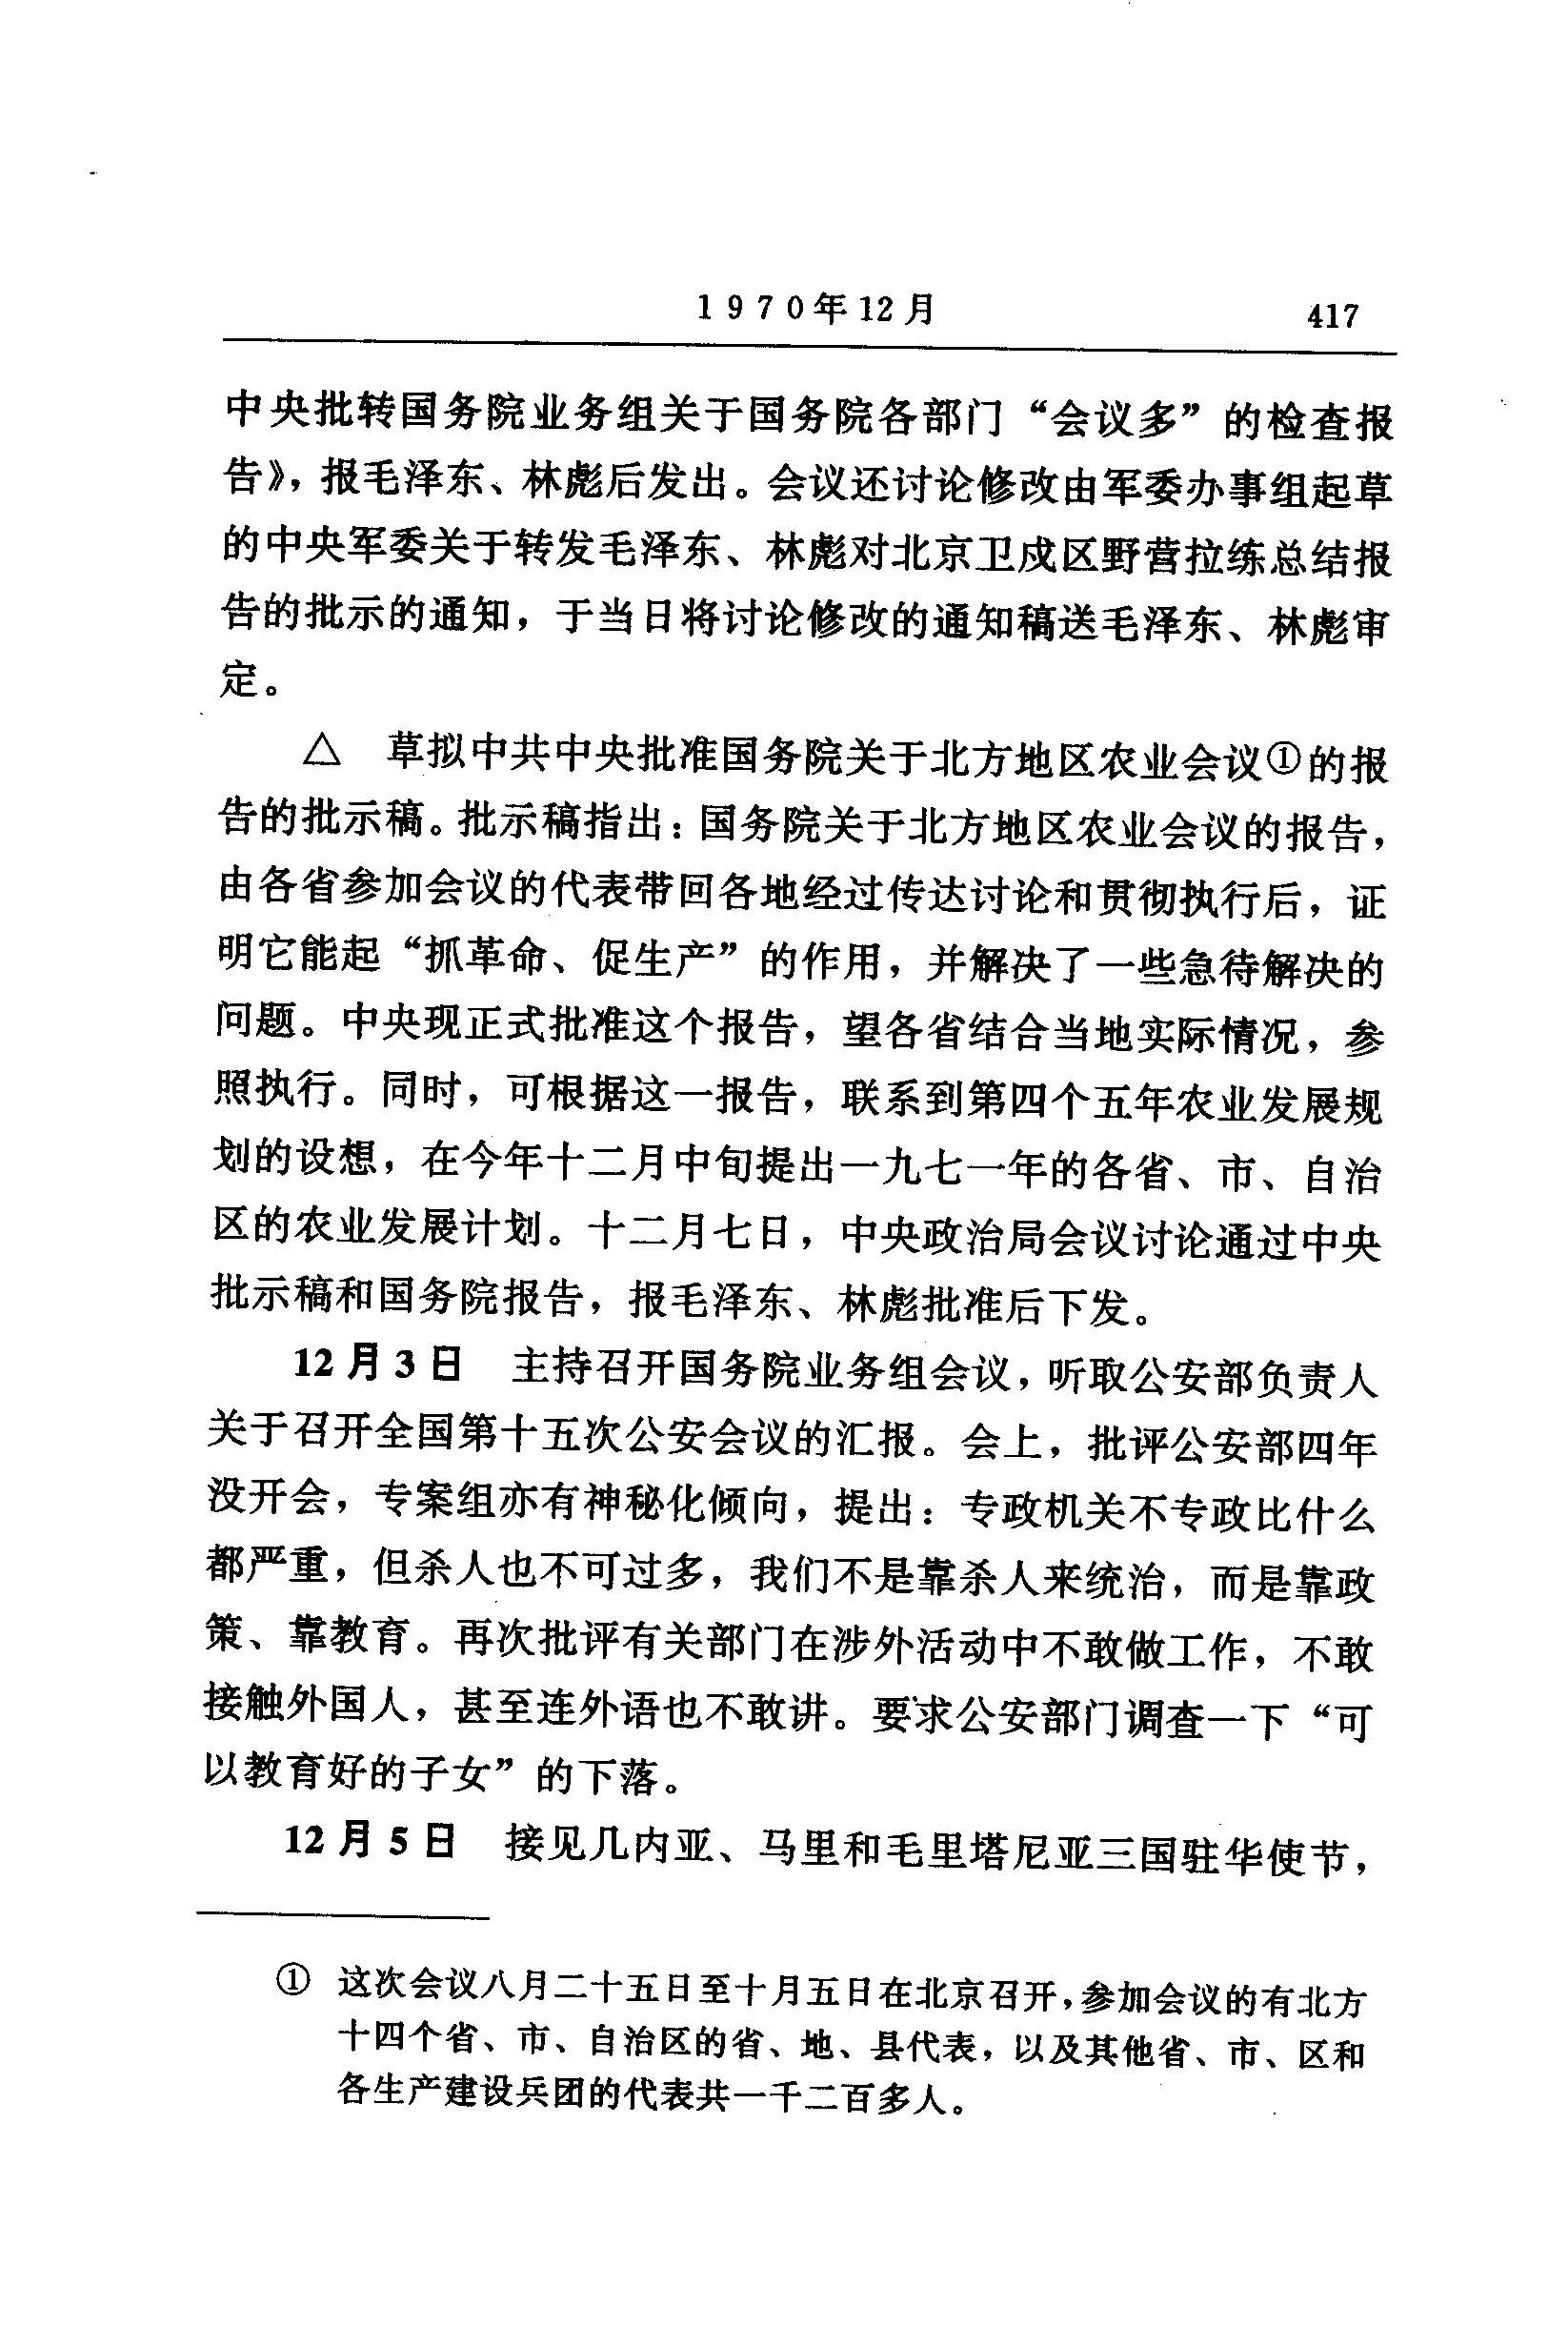 1970年12月 417
中央批转国务院业务组关于国务院各部门“会议多”的检查报
告》，报毛泽东、林彪后发出。会议还讨论修改由军委办事组起草
的中央军委关于转发毛泽东、林彪对北京卫戍区野营拉练总结报
告的批示的通知，于当日将讨论修改的通知稿送毛泽东、林彪审
定。
△ 草拟中共中央批准国务院关于北方地区农业会议①的报
告的批示稿。批示稿指出：国务院关于北方地区农业会议的报告，
由各省参加会议的代表带回各地经过传达讨论和贯彻执行后，证
明它能起“抓革命、促生产”的作用，并解决了一些急待解决的
问题。中央现正式批准这个报告，望各省结合当地实际情况，参
照执行。同时，可根据这一报告，联系到第四个五年农业发展规
划的设想，在今年十二月中旬提出一九七一年的各省、市、自治
区的农业发展计划。十二月七日，中央政治局会议讨论通过中央
批示稿和国务院报告，报毛泽东、林彪批准后下发。
12月3日 主持召开国务院业务组会议，听取公安部负责人
关于召开全国第十五次公安会议的汇报。会上，批评公安部四年
没开会，专案组亦有神秘化倾向，提出：专政机关不专政比什么
都严重，但杀人也不可过多，我们不是靠杀人来统治，而是靠政
策、靠教育。再次批评有关部门在涉外活动中不敢做工作，不敢
接触外国人，甚至连外语也不敢讲。要求公安部门调查一下“可
以教育好的子女”的下落。
12月5日 接见几内亚、马里和毛里塔尼亚三国驻华使节，
① 这次会议八月二十五日至十月五日在北京召开，参加会议的有北方
十四个省、市、自治区的省、地、县代表，以及其他省、市、区和
各生产建设兵团的代表共一千二百多人。